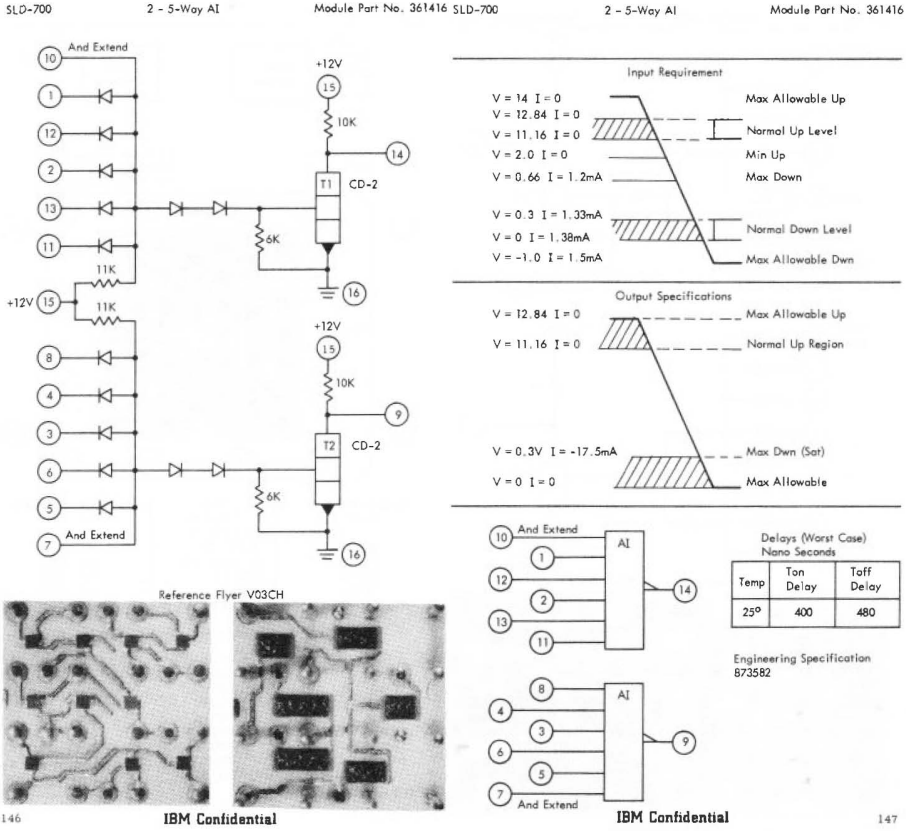 SLD-700 2 - 5-Way AI Module Part No. 361416
And Extend
10
+12V
1
15
12
10K
14
2
T1 CD-2
13
6K
11
11K
16
+12V 15
11K
+12V
15
8
10K
4
9
3
T2 CD-2
6
6K
5
And Extend
7
16
Reference Flyer V03CH
146 IBM Confidential
SLD-700 2 - 5-Way AI Module Part No. 361416
Input Requirement
V = 14 I = 0 Max Allowable Up
V = 12.84 I = 0
Normal Up Level
V = 11.16 I = 0
V = 2.0 I = 0 Min Up
V = 0.66 I = 1.2mA Max Down
V = 0.3 I = 1.33mA
Normal Down Level
V = 0 I = 1.38mA
V = -1.0 I = 1.5mA Max Allowable Dwn
Output Specifications
V = 12.84 I = 0 Max Allowable Up
V = 11.16 I = 0 Normal Up Region
V = 0.3V I = -17.5mA Max Dwn (Sat)
V = 0 I = 0 Max Allowable
And Extend
10
AI
1
12
2
14
13
11
8
AI
4
3
9
6
5
7
And Extend
Delays (Worst Case)
Nano Seconds
Temp Ton Delay Toff Delay
25° 400 480
Engineering Specification
873582
IBM Confidential 147